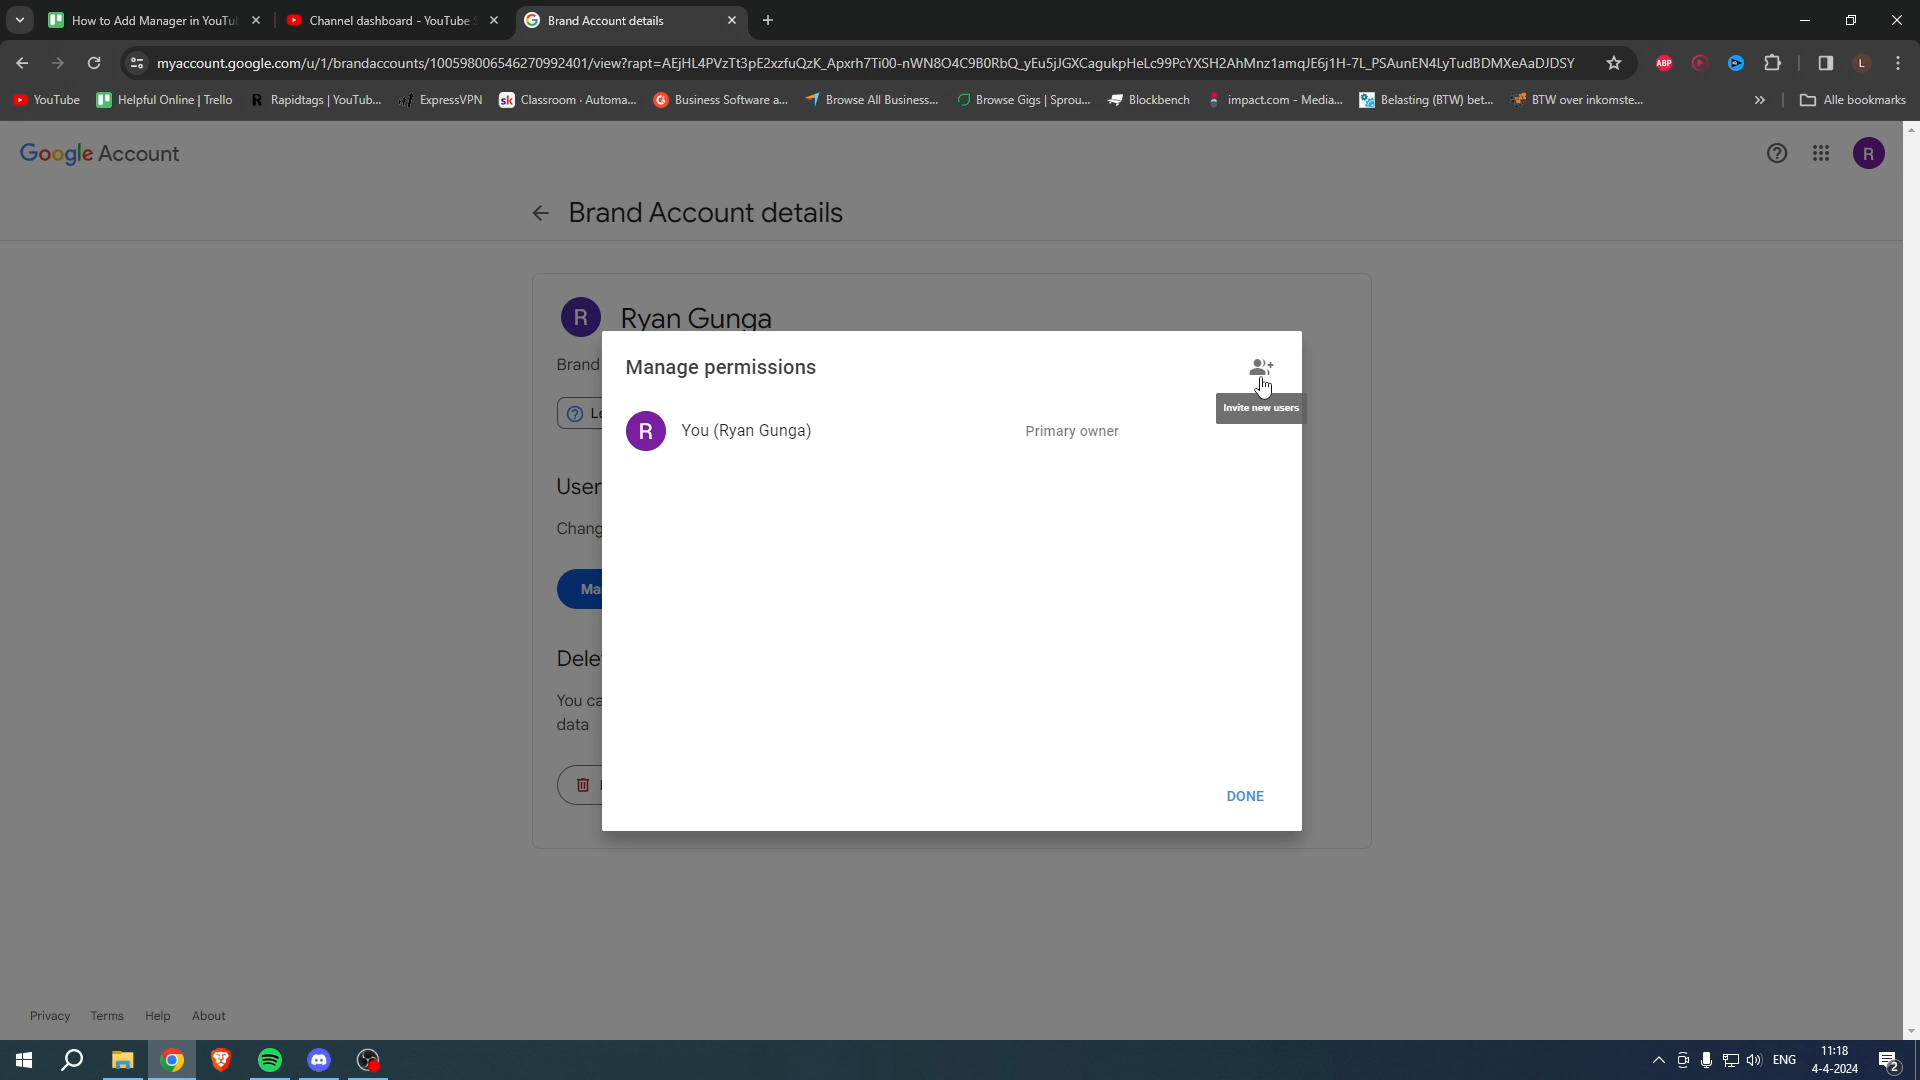 How to Add Manager in YouTu
Channel dashboard - YouTube S
Brand Account details
myaccount.google.com/u/1/brandaccounts/100598006546270992401/view?rapt=AEjHL4PVzTt3pE2xzfuQzK_Apxrh7Ti00-nWN8O4C9B0RbQ_yEu5jJGXCagukpHeLc99PcYXSH2AhMnz1amqJE6j1H-7L_PSAunEN4LyTudBDMXeAaDJDSY
ABP
L
YouTube
Helpful Online | Trello
R Rapidtags | YouTub...
ExpressVPN
sk Classroom - Automa...
Business Software a...
Browse All Business...
Browse Gigs | Sprou...
Blockbench
impact.com - Media...
Belasting (BTW) bet...
BTW over inkomste...
Alle bookmarks
Google Account
R
Brand Account details
R Ryan Gunga
Brand
Manage permissions
Invite new users
R You (Ryan Gunga) Primary owner
Le
User
Chang
Ma
Dele
You ca
data
DONE
Privacy Terms Help About
ENG
11:18
4-4-2024
2